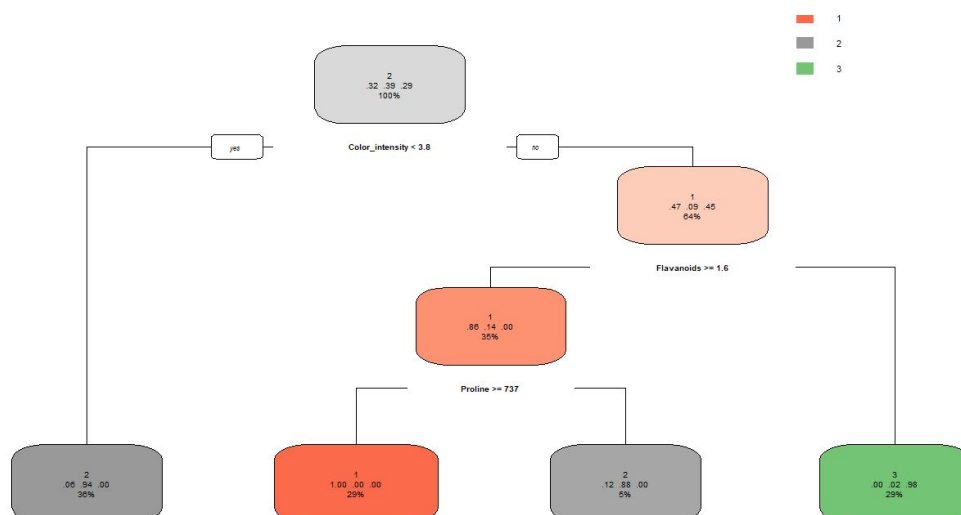 1
2
3
2
.32 .39 .29
100%
yes
Color_intensity < 3.8
no
1
.47 .09 .45
64%
Flavanoids >= 1.6
1
.86 .14 .00
35%
Proline >= 737
2
.06 .94 .00
36%
1
1.00 .00 .00
29%
2
.12 .88 .00
5%
3
.00 .02 .98
29%